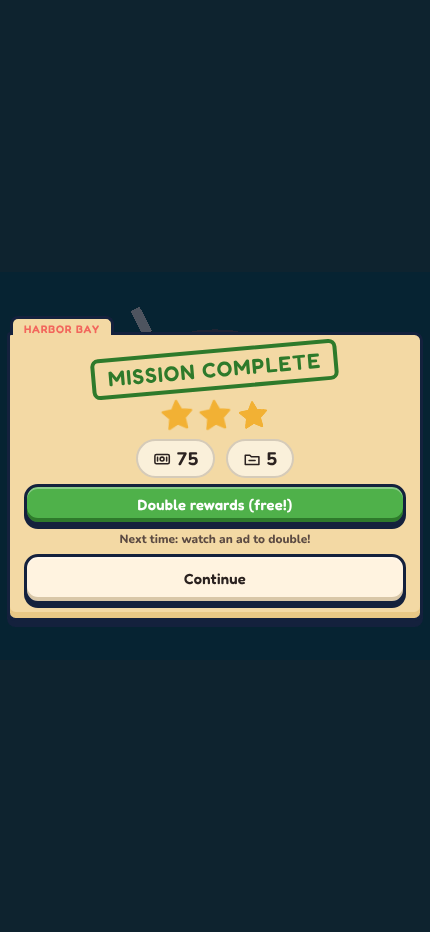 HARBOR BAY
MISSION COMPLETE
75
5
Double rewards (free!)
Next time: watch an ad to double!
Continue